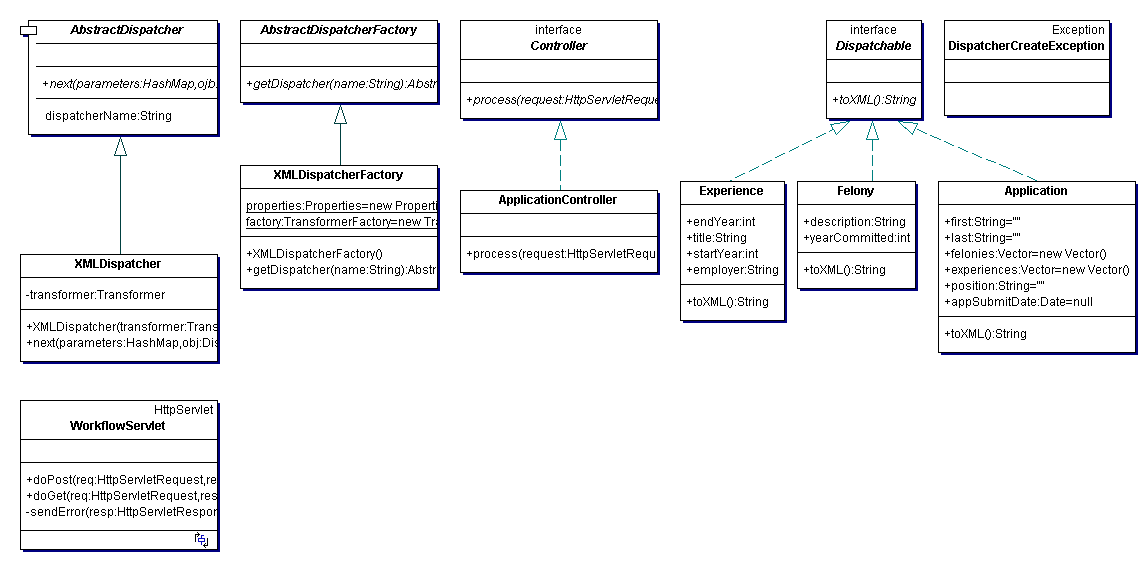 AbstractDispatcher
+next(parameters:HashMap,ojb:
dispatcherName:String
AbstractDispatcherFactory
+getDispatcher(name:String):Abstr
interface
Controller
+process(request:HttpServletReque
interface
Dispatchable
+toXML():String
Exception
DispatcherCreateException
XMLDispatcher
-transformer:Transformer
+XMLDispatcher(transformer:Trans
+next(parameters:HashMap,obj:Dis
XMLDispatcherFactory
properties:Properties=new Properti
factory:TransformerFactory=new Tra
+XMLDispatcherFactory()
+getDispatcher(name:String):Abstr
ApplicationController
+process(request:HttpServletRequ
Experience
+endYear:int
+title:String
+startYear:int
+employer:String
+toXML():String
Felony
+description:String
+yearCommitted:int
+toXML():String
Application
+first:String=""
+last:String=""
+felonies:Vector=new Vector()
+experiences:Vector=new Vector()
+position:String=""
+appSubmitDate:Date=null
+toXML():String
HttpServlet
WorkflowServlet
+doPost(req:HttpServletRequest,re
+doGet(req:HttpServletRequest,res
-sendError(resp:HttpServletRespon